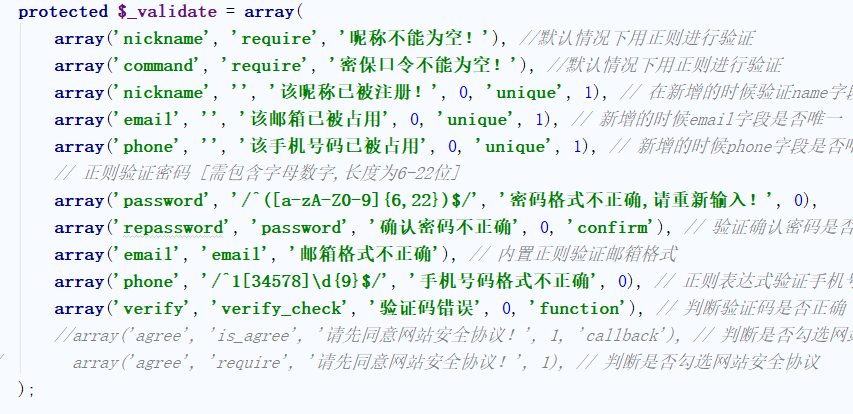 protected $_validate = array(
array('nickname', 'require', '昵称不能为空！'), //默认情况下用正则进行验证
array('command', 'require', '密保口令不能为空！'), //默认情况下用正则进行验证
array('nickname', '', '该昵称已被注册！', 0, 'unique', 1), // 在新增的时候验证name字段
array('email', '', '该邮箱已被占用', 0, 'unique', 1), // 新增的时候email字段是否唯一
array('phone', '', '该手机号码已被占用', 0, 'unique', 1), // 新增的时候phone字段是否唯
// 正则验证密码 [需包含字母数字,长度为6-22位]
array('password', '/^([a-zA-Z0-9]{6,22})$/', '密码格式不正确,请重新输入！', 0),
array('repassword', 'password', '确认密码不正确', 0, 'confirm'), // 验证确认密码是否
array('email', 'email', '邮箱格式不正确'), // 内置正则验证邮箱格式
array('phone', '/^1[34578]\d{9}$/', '手机号码格式不正确', 0), // 正则表达式验证手机号
array('verify', 'verify_check', '验证码错误', 0, 'function'), // 判断验证码是否正确
//array('agree', 'is_agree', '请先同意网站安全协议！', 1, 'callback'), // 判断是否勾选网站
/ array('agree', 'require', '请先同意网站安全协议！', 1), // 判断是否勾选网站安全协议
);